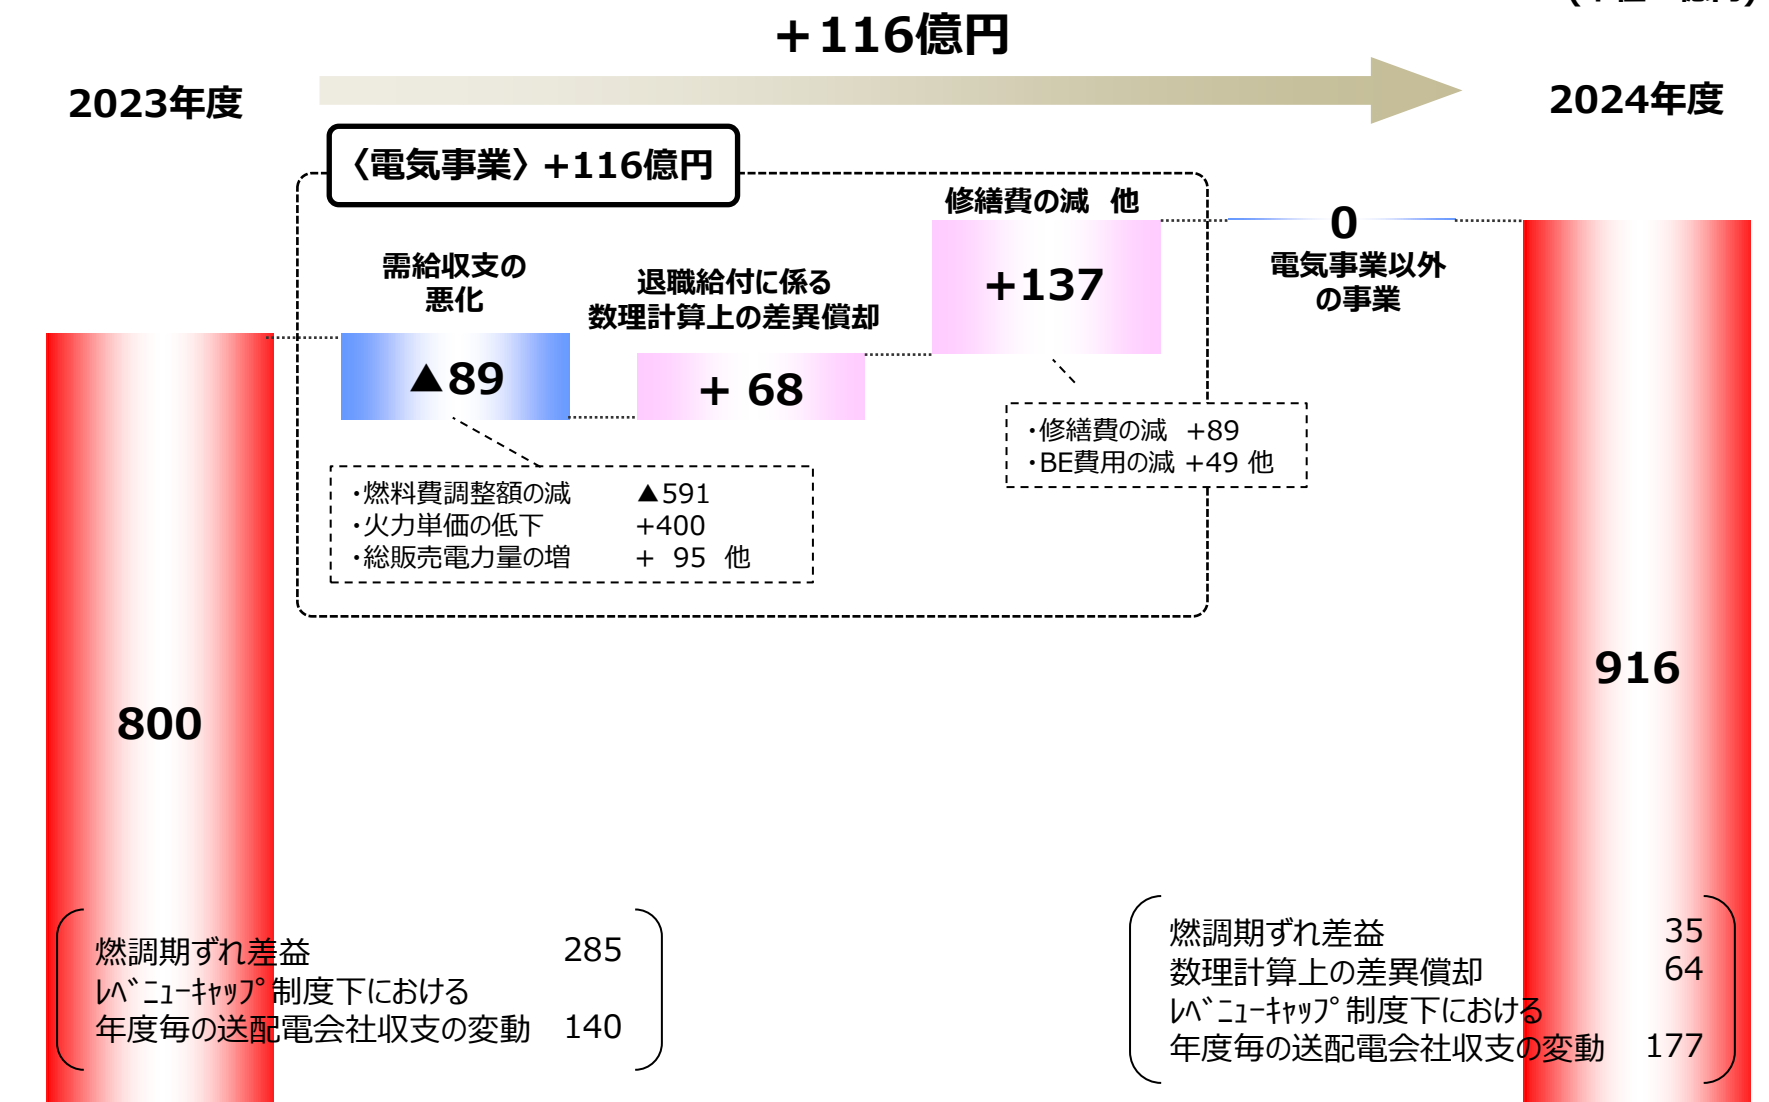 +116億円
2023年度
2024年度
〈電気事業〉+116億円
修繕費の減 他
+137
0
電気事業以外
の事業
需給収支の
悪化
▲89
退職給付に係る
数理計算上の差異償却
+ 68
・修繕費の減 +89
・BE費用の減 +49 他
・燃料費調整額の減 ▲591
・火力単価の低下 +400
・総販売電力量の増 + 95 他
800
916
燃調期ずれ差益 285
ﾚﾍﾞﾆｭｰｷｬｯﾌﾟ制度下における
年度毎の送配電会社収支の変動 140
燃調期ずれ差益 35
数理計算上の差異償却 64
ﾚﾍﾞﾆｭｰｷｬｯﾌﾟ制度下における
年度毎の送配電会社収支の変動 177